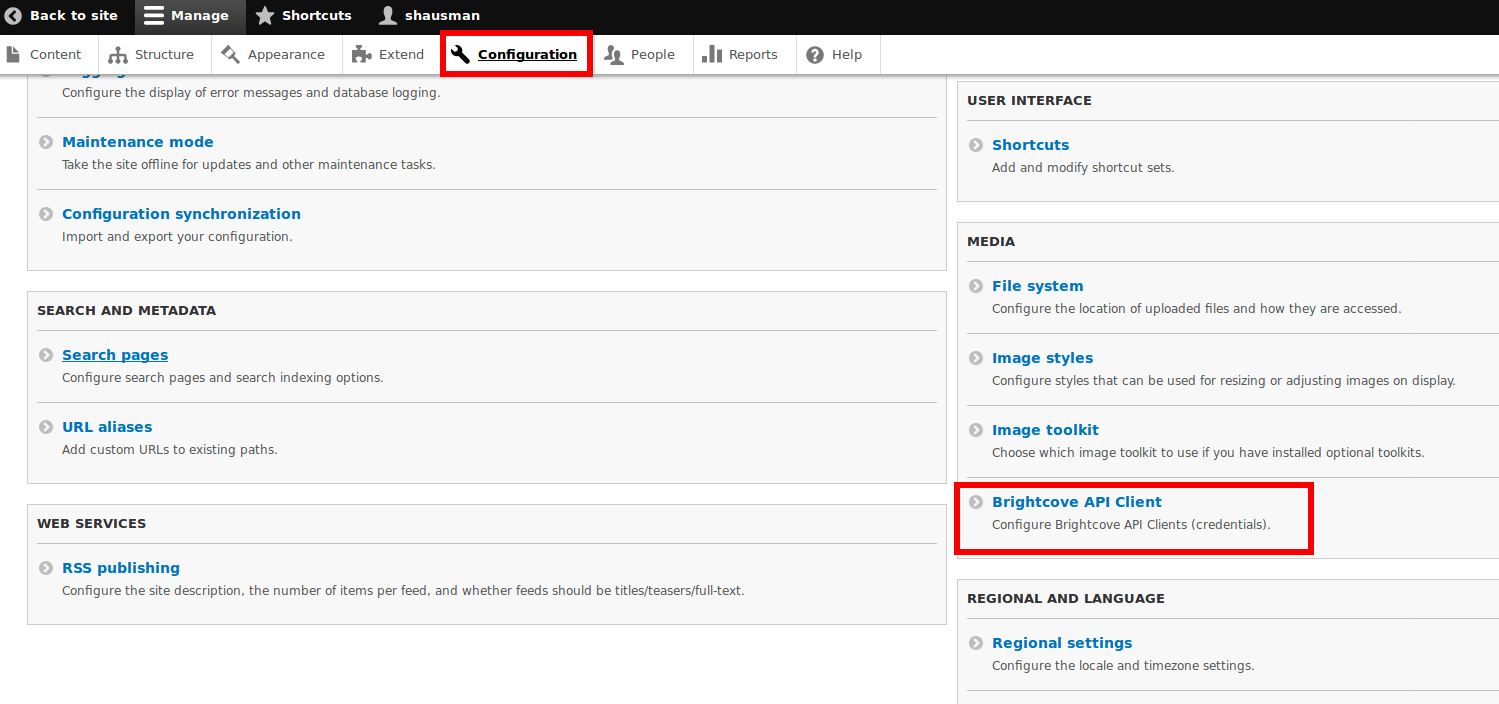 Back to site Manage Shortcuts shausman
Content Structure Appearance Extend Configuration People Reports Help
Configure the display of error messages and database logging.
Maintenance mode
Take the site offline for updates and other maintenance tasks.
Configuration synchronization
Import and export your configuration.
SEARCH AND METADATA
Search pages
Configure search pages and search indexing options.
URL aliases
Add custom URLs to existing paths.
WEB SERVICES
RSS publishing
Configure the site description, the number of items per feed, and whether feeds should be titles/teasers/full-text.
USER INTERFACE
Shortcuts
Add and modify shortcut sets.
MEDIA
File system
Configure the location of uploaded files and how they are accessed.
Image styles
Configure styles that can be used for resizing or adjusting images on display.
Image toolkit
Choose which image toolkit to use if you have installed optional toolkits.
Brightcove API Client
Configure Brightcove API Clients (credentials).
REGIONAL AND LANGUAGE
Regional settings
Configure the locale and timezone settings.